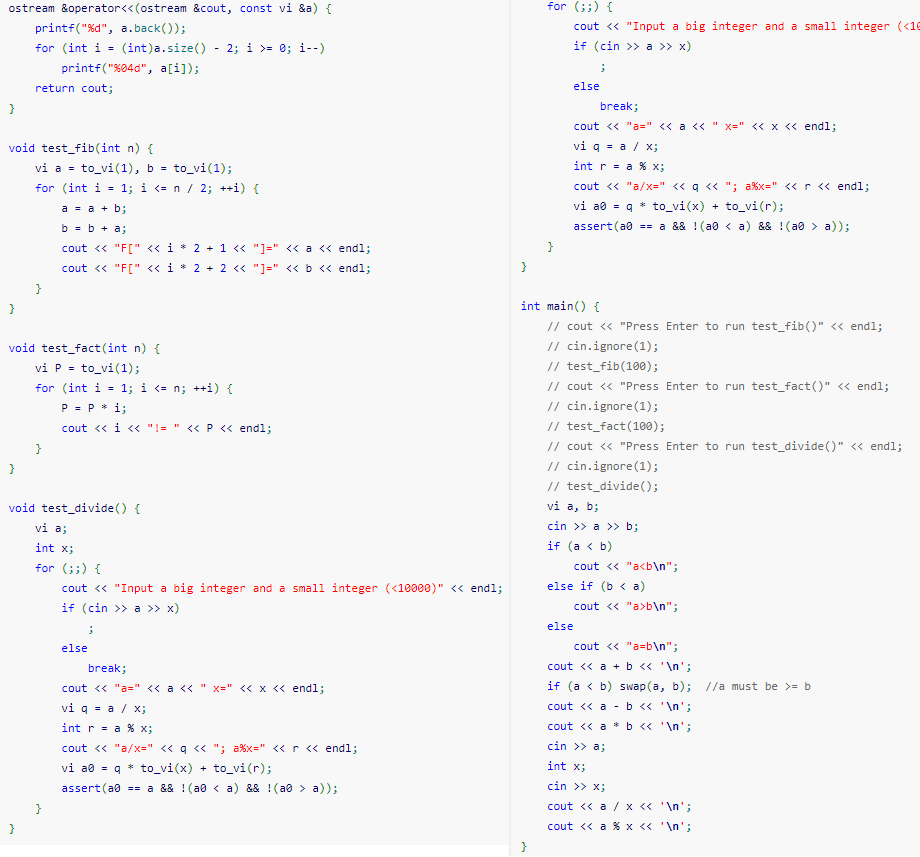 ostream &operator<<(ostream &cout, const vi &a) {
    printf("%d", a.back());
    for (int i = (int)a.size() - 2; i >= 0; i--)
        printf("%04d", a[i]);
    return cout;
}

void test_fib(int n) {
    vi a = to_vi(1), b = to_vi(1);
    for (int i = 1; i <= n / 2; ++i) {
        a = a + b;
        b = b + a;
        cout << "F[" << i * 2 + 1 << "]=" << a << endl;
        cout << "F[" << i * 2 + 2 << "]=" << b << endl;
    }
}

void test_fact(int n) {
    vi P = to_vi(1);
    for (int i = 1; i <= n; ++i) {
        P = P * i;
        cout << i << "!= " << P << endl;
    }
}

void test_divide() {
    vi a;
    int x;
    for (;;) {
        cout << "Input a big integer and a small integer (<10000)" << endl;
        if (cin >> a >> x)
            ;
        else
            break;
        cout << "a=" << a << " x=" << x << endl;
        vi q = a / x;
        int r = a % x;
        cout << "a/x=" << q << "; a%x=" << r << endl;
        vi a0 = q * to_vi(x) + to_vi(r);
        assert(a0 == a && !(a0 < a) && !(a0 > a));
    }
}
    for (;;) {
        cout << "Input a big integer and a small integer (<10
        if (cin >> a >> x)
            ;
        else
            break;
        cout << "a=" << a << " x=" << x << endl;
        vi q = a / x;
        int r = a % x;
        cout << "a/x=" << q << "; a%x=" << r << endl;
        vi a0 = q * to_vi(x) + to_vi(r);
        assert(a0 == a && !(a0 < a) && !(a0 > a));
    }
}

int main() {
    // cout << "Press Enter to run test_fib()" << endl;
    // cin.ignore(1);
    // test_fib(100);
    // cout << "Press Enter to run test_fact()" << endl;
    // cin.ignore(1);
    // test_fact(100);
    // cout << "Press Enter to run test_divide()" << endl;
    // cin.ignore(1);
    // test_divide();
    vi a, b;
    cin >> a >> b;
    if (a < b)
        cout << "a<b\n";
    else if (b < a)
        cout << "a>b\n";
    else
        cout << "a=b\n";
    cout << a + b << '\n';
    if (a < b) swap(a, b);  //a must be >= b
    cout << a - b << '\n';
    cout << a * b << '\n';
    cin >> a;
    int x;
    cin >> x;
    cout << a / x << '\n';
    cout << a % x << '\n';
}